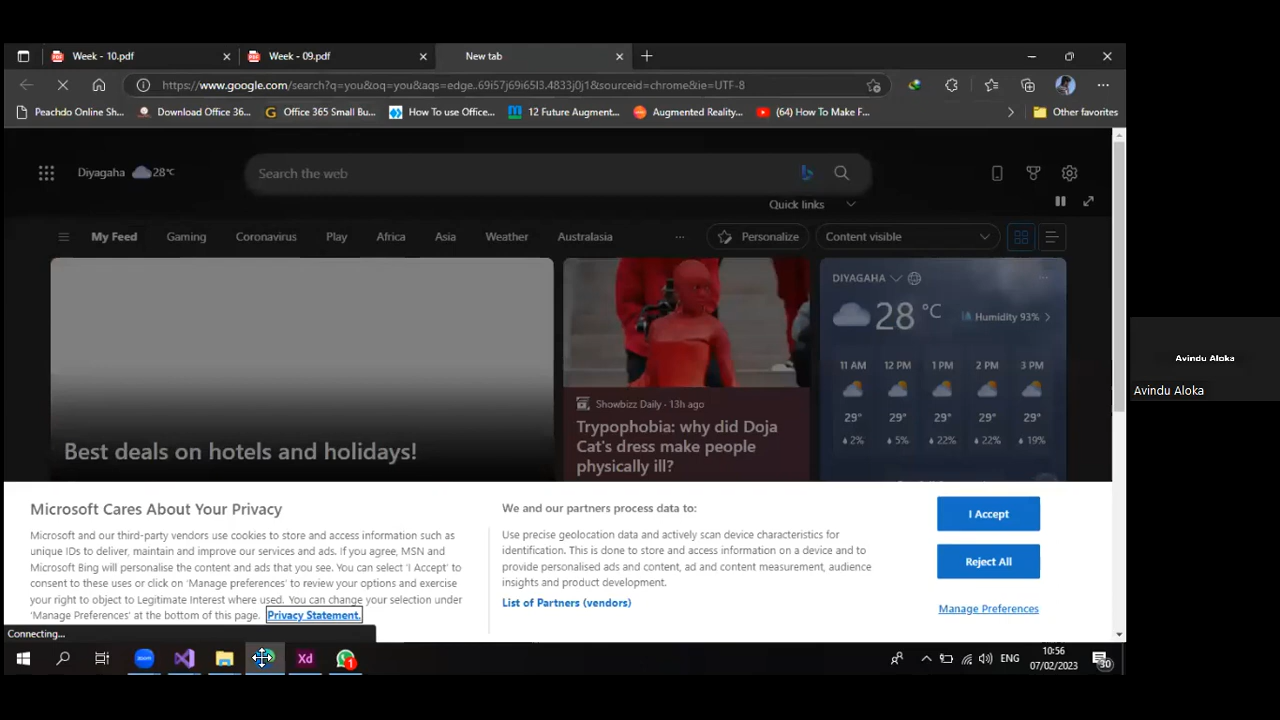 Week - 10.pdf
Week - 09.pdf
New tab
https://www.google.com/search?q=you&oq=you&aqs=edge..69i57j69i65l3.4833j0j1&sourceid=chrome&ie=UTF-8
Peachdo Online Sh...
Download Office 36...
Office 365 Small Bu...
How To use Office...
12 Future Augment...
Augmented Reality...
(64) How To Make F...
Other favorites
Diyagaha 28°C
Search the web
Quick links
My Feed
Gaming
Coronavirus
Play
Africa
Asia
Weather
Australasia
...
Personalize
Content visible
Best deals on hotels and holidays!
Showbizz Daily - 13h ago
Trypophobia: why did Doja
Cat's dress make people
physically ill?
DIYAGAHA
28 °C
Humidity 93%
11 AM 12 PM 1 PM 2 PM 3 PM
29° 29° 29° 29° 29°
2% 5% 22% 22% 19%
Microsoft Cares About Your Privacy
Microsoft and our third-party vendors use cookies to store and access information such as
unique IDs to deliver, maintain and improve our services and ads. If you agree, MSN and
Microsoft Bing will personalise the content and ads that you see. You can select 'I Accept' to
consent to these uses or click on 'Manage preferences' to review your options and exercise
your right to object to Legitimate Interest where used. You can change your selection under
'Manage Preferences' at the bottom of this page. Privacy Statement.
We and our partners process data to:
Use precise geolocation data and actively scan device characteristics for
identification. This is done to store and access information on a device and to
provide personalised ads and content, ad and content measurement, audience
insights and product development.
List of Partners (vendors)
I Accept
Reject All
Manage Preferences
Connecting...
zoom
Xd
1
ENG
10:56
07/02/2023
30
Avindu Aloka
Avindu Aloka